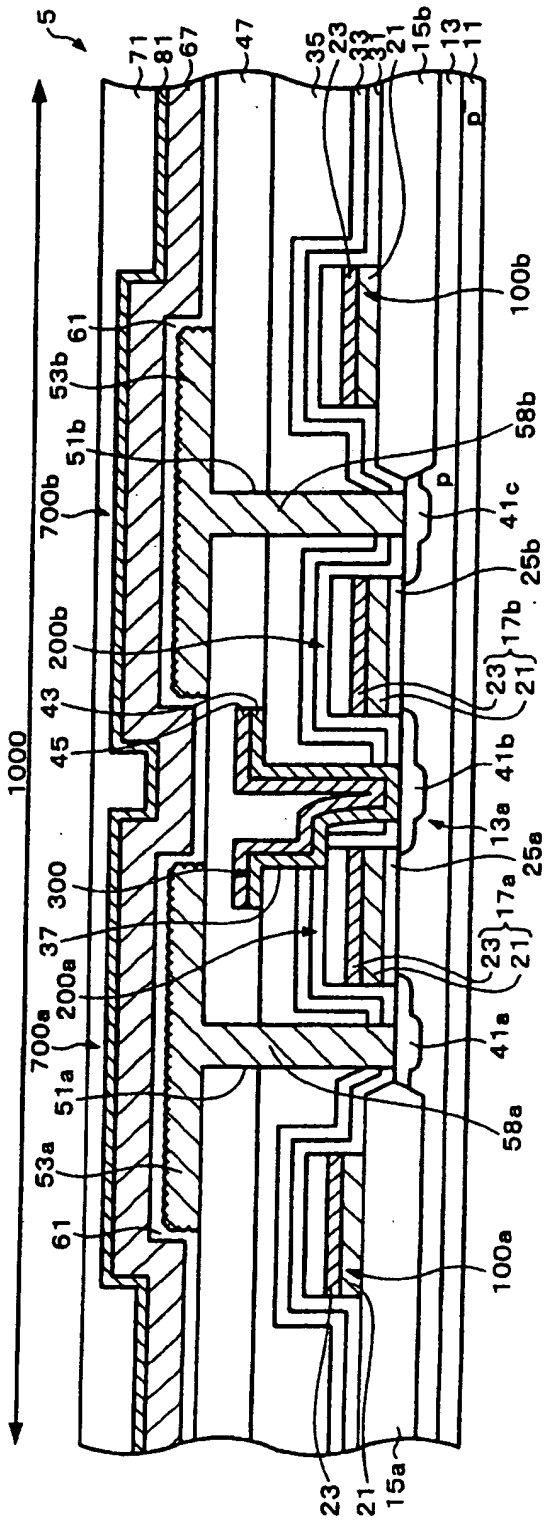 1000
5
700a
700b
71
81
67
61
53a
51a
37
300
45
43
51b
53b
61
47
200a
200b
35
23
33
31
21
15b
13
11
p⁻
p
23
21
15a
100a
58a
41a
23}17a
21}17a
25a
13a
41b
23}17b
21}17b
25b
41c
58b
100b